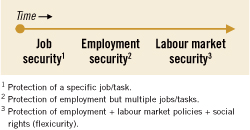 Time
Job Employment Labour market
security¹ security² security³
¹ Protection of a specific job/task.
² Protection of employment but multiple jobs/tasks.
³ Protection of employment + labour market policies + social
rights (flexicurity).